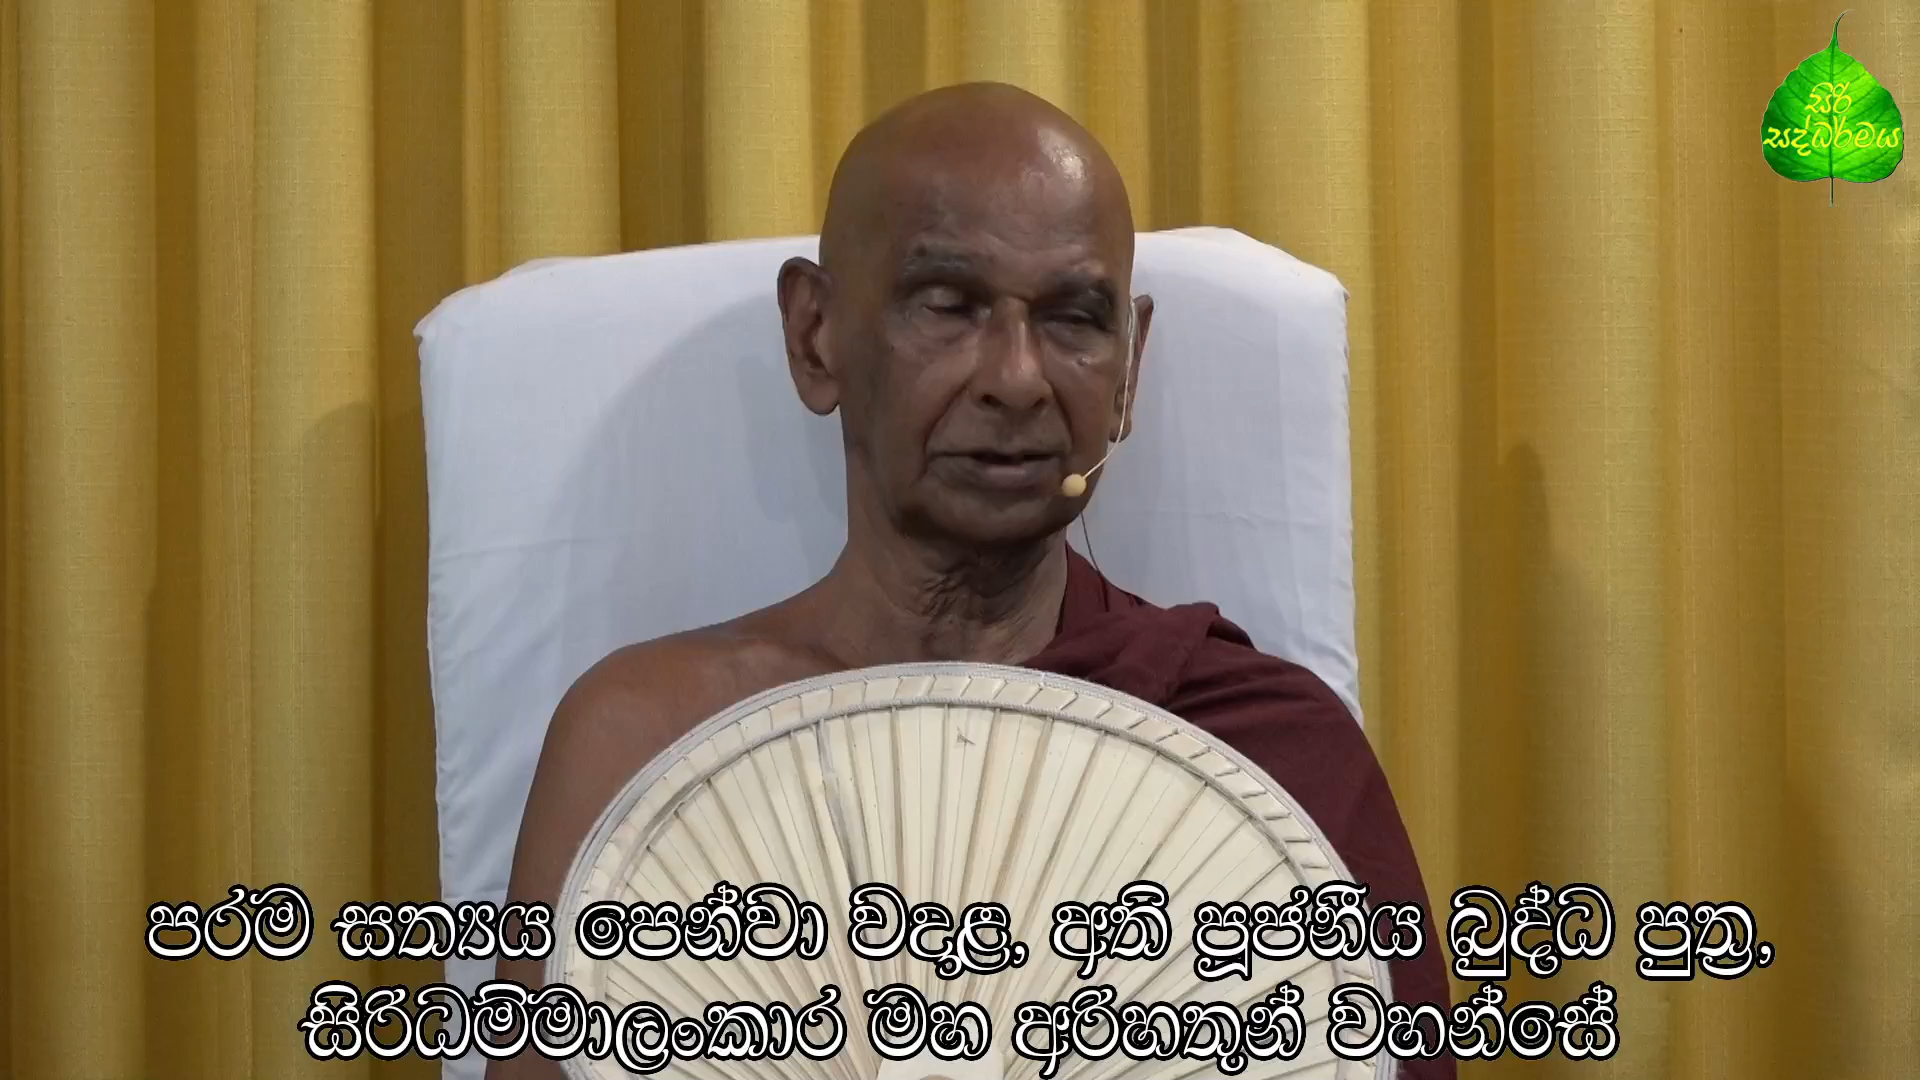 සිරි
සද්ධර්මය
පරම සත්‍යය පෙන්වා වදාළ, අති පූජනීය බුද්ධ පුත්‍ර,
සිරිධම්මාලංකාර මහ අරිහතූන් වහන්සේ